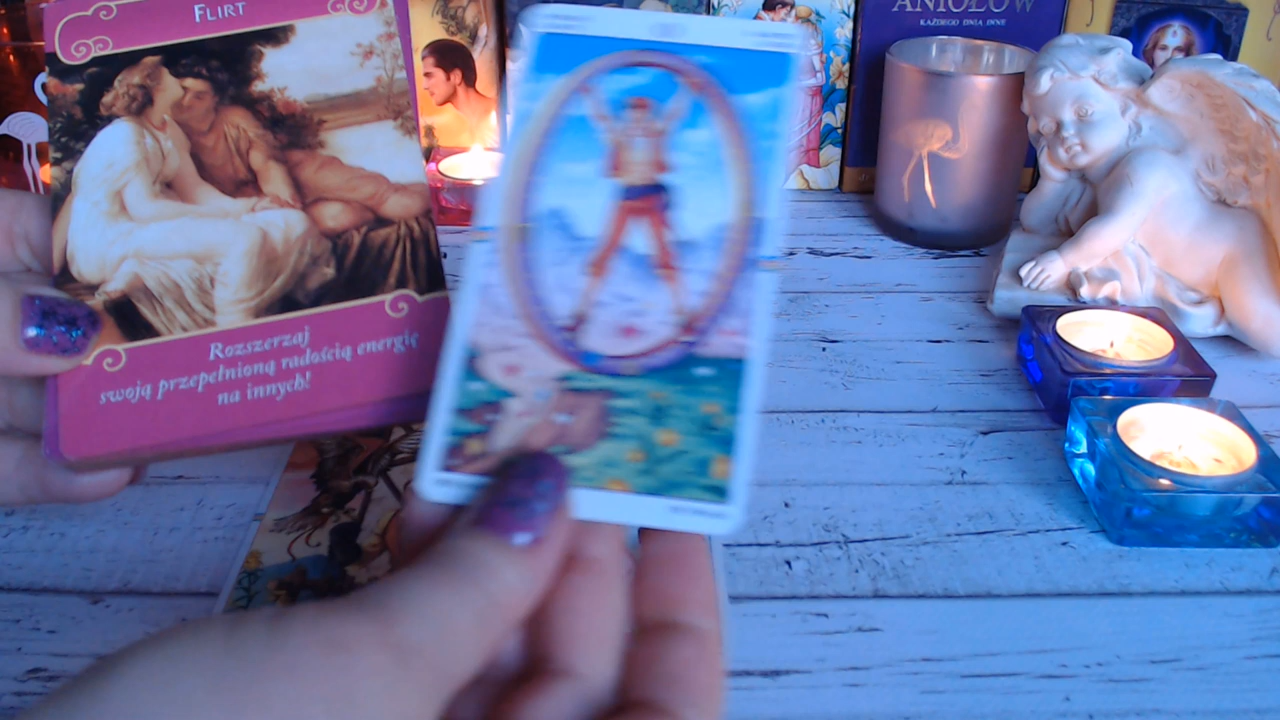 FLIRT
Rozszerzaj
swoją przepełnioną radością energię
na innych!
ANIOŁÓW
KAŻDEGO DNIA INNE